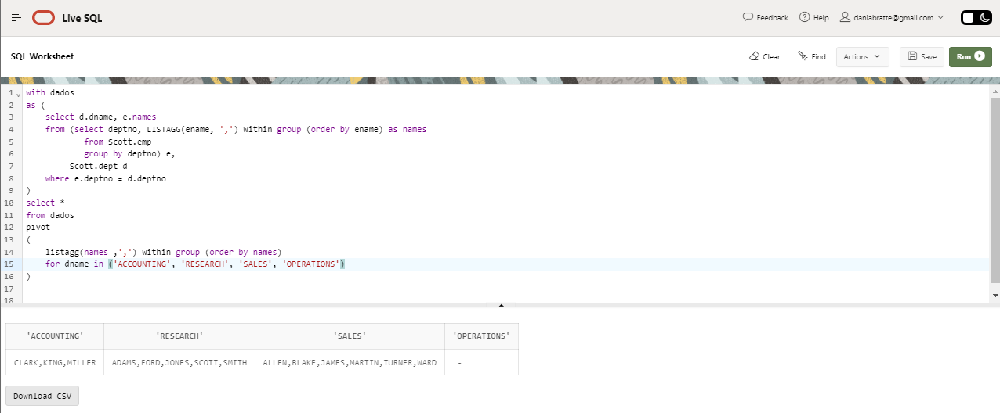 Live SQL
Feedback
Help
daniabratte@gmail.com
SQL Worksheet
Clear
Find
Actions
Save
Run
1 with dados
2 as (
3 select d.dname, e.names
4 from (select deptno, LISTAGG(ename, ',') within group (order by ename) as names
5 from Scott.emp
6 group by deptno) e,
7 Scott.dept d
8 where e.deptno = d.deptno
9 )
10 select *
11 from dados
12 pivot
13 (
14 listagg(names ,',') within group (order by names)
15 for dname in ('ACCOUNTING', 'RESEARCH', 'SALES', 'OPERATIONS')
16 )
17
18
'ACCOUNTING' 'RESEARCH' 'SALES' 'OPERATIONS'
CLARK,KING,MILLER ADAMS,FORD,JONES,SCOTT,SMITH ALLEN,BLAKE,JAMES,MARTIN,TURNER,WARD -
Download CSV